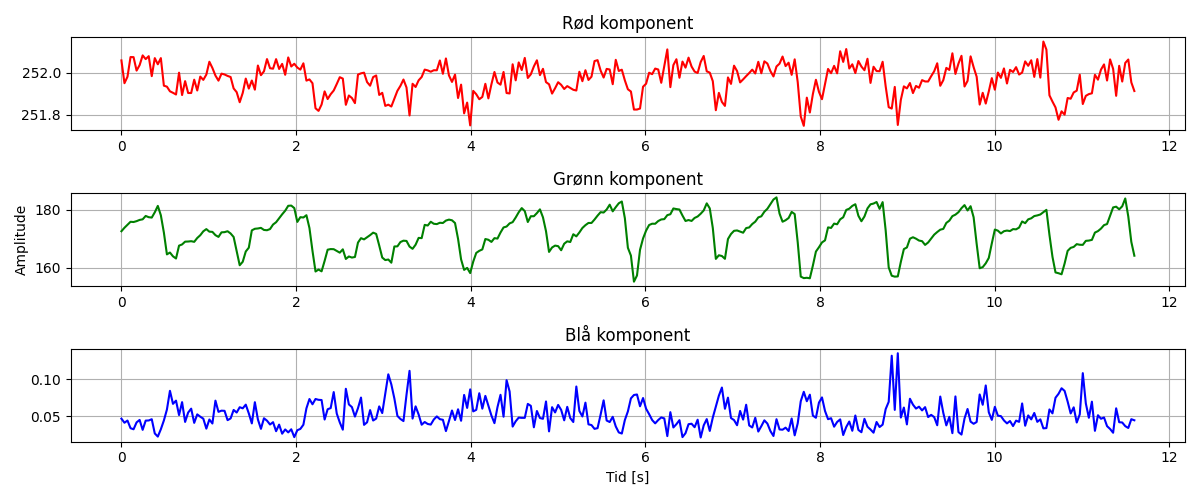 Rød komponent
252.0
251.8
0 2 4 6 8 10 12
Grønn komponent
Amplitude
180
160
0 2 4 6 8 10 12
Blå komponent
0.10
0.05
0 2 4 6 8 10 12
Tid [s]